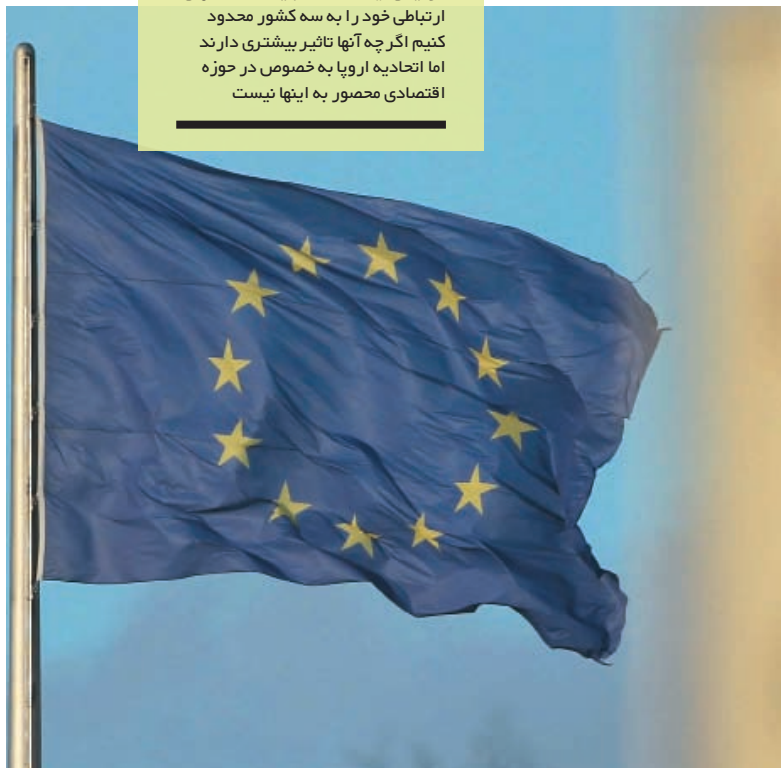 ارتباطی خود را به سه کشور محدود
کنیم اگر چه آنها تاثیر بیشتری دارند
اما اتحادیه اروپا به خصوص در حوزه
اقتصادی محصور به اینها نیست